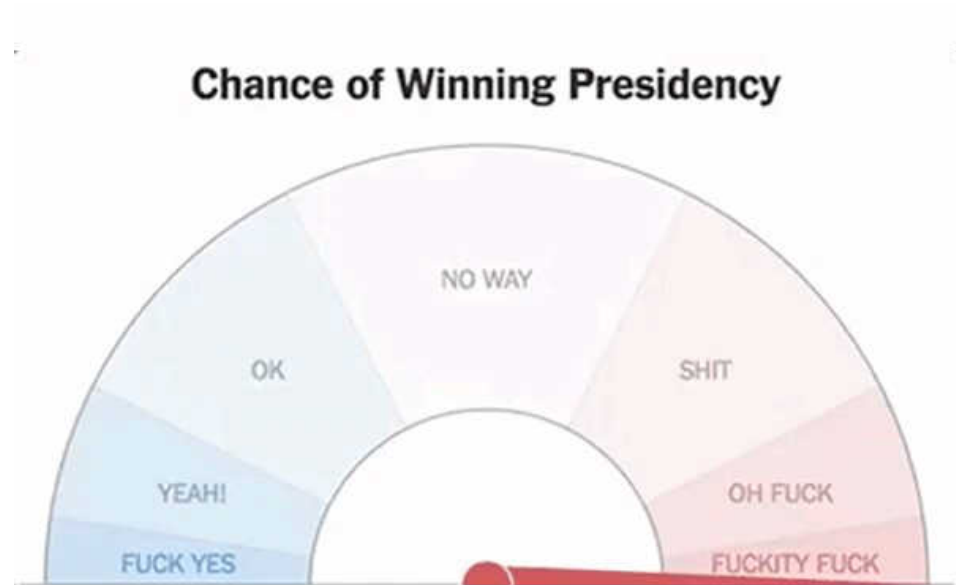 Chance of Winning Presidency
NO WAY
OK
SHIT
YEAH!
OH FUCK
FUCK YES
FUCKITY FUCK